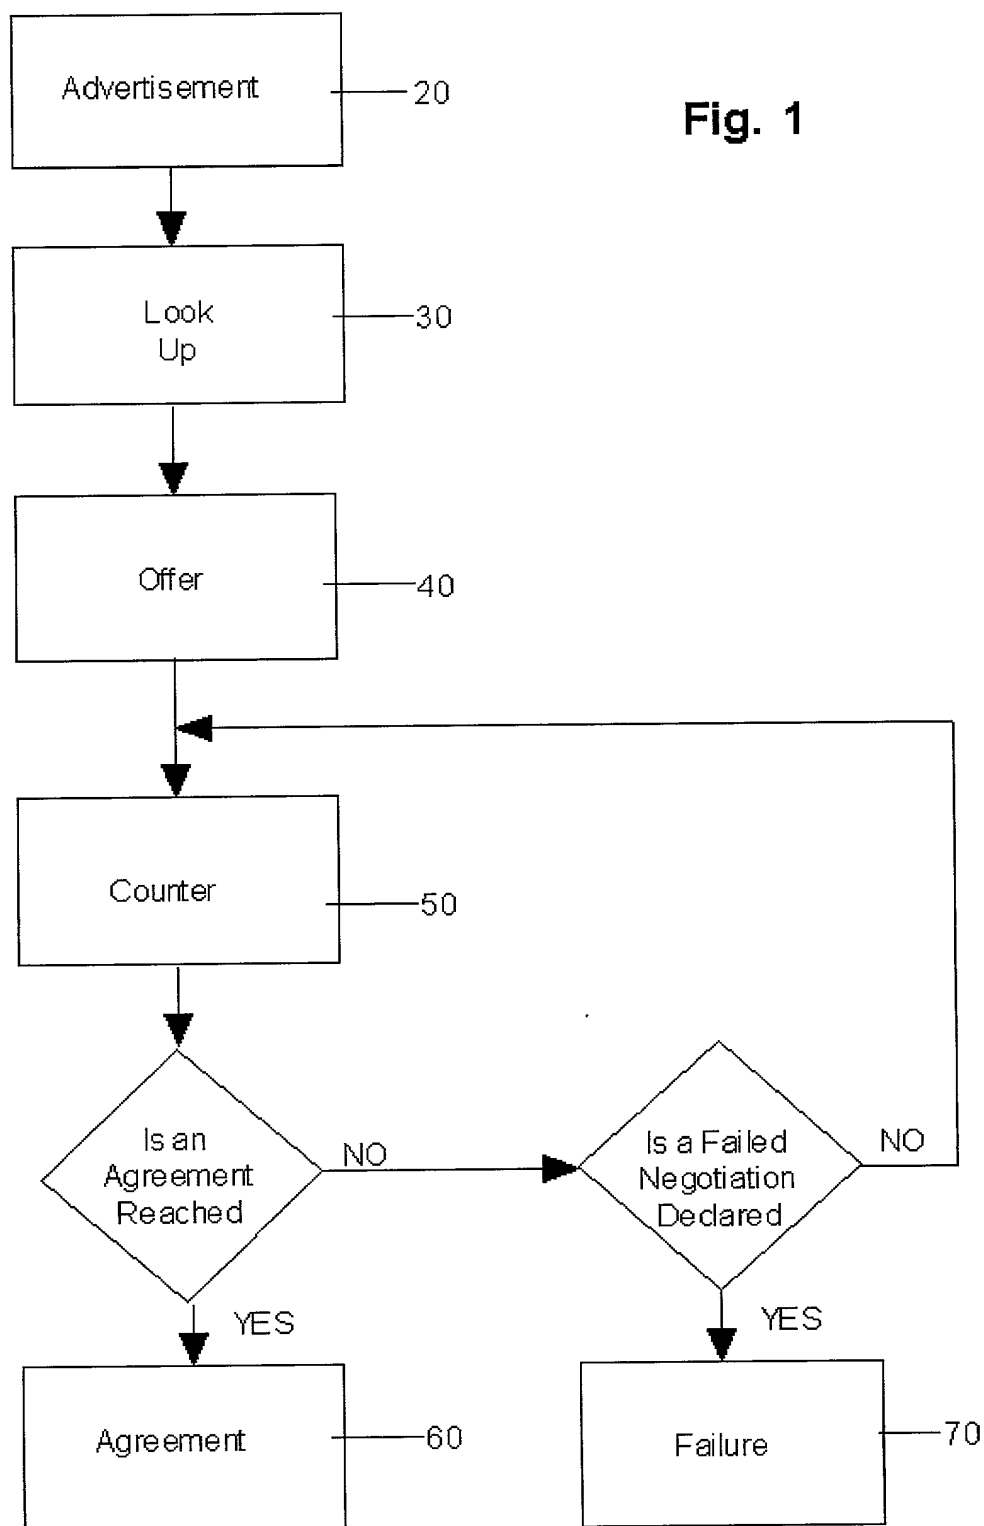 Advertisement
20
Fig. 1
Look
Up
30
Offer
40
Counter
50
Is an
Agreement
Reached
NO
Is a Failed
Negotiation
Declared
NO
YES
YES
Agreement
60
Failure
70